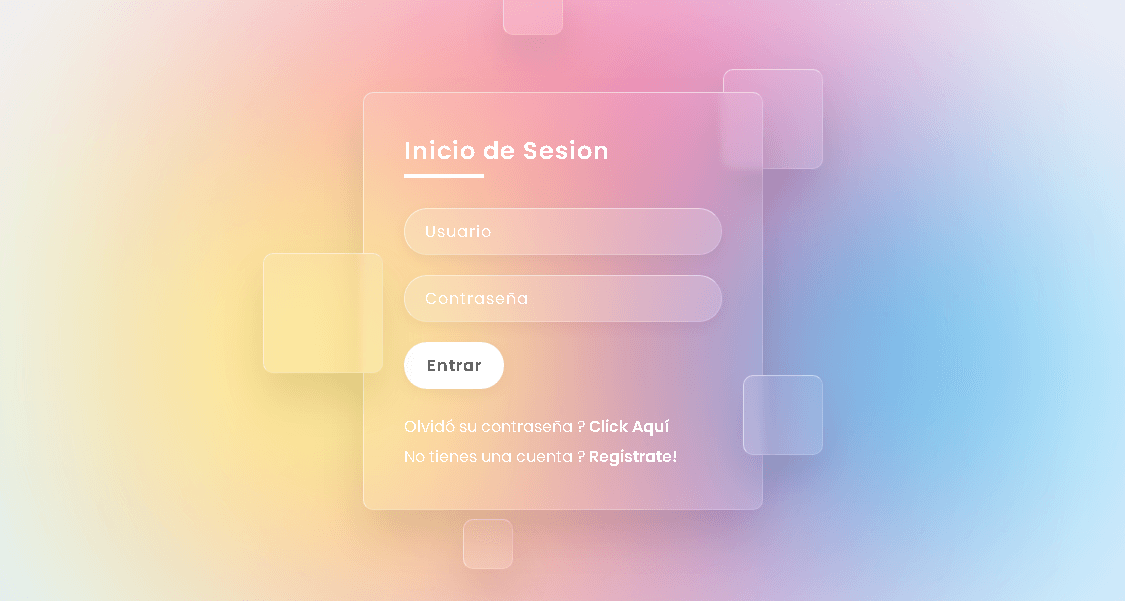 Inicio de Sesion
Usuario
Contraseña
Entrar
Olvidó su contraseña ? Click Aquí
No tienes una cuenta ? Registrate!